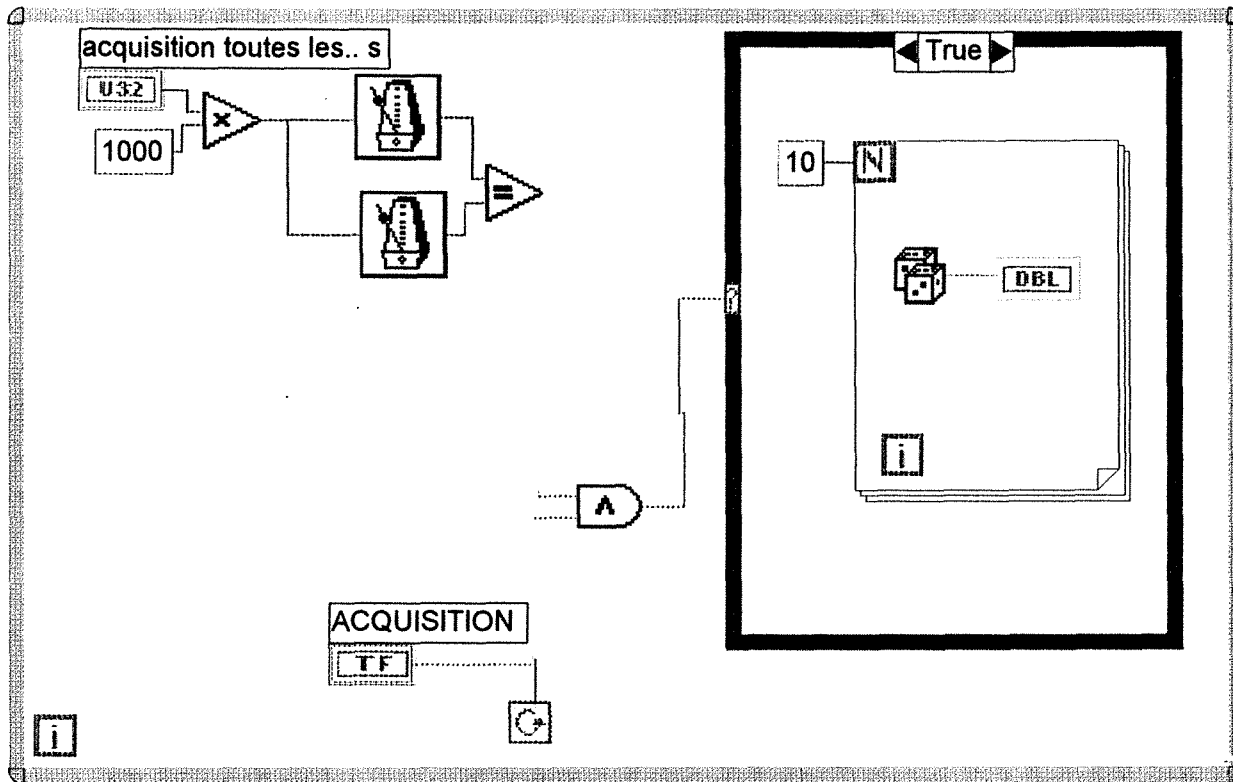 acquisition toutes les.. s
U32
1000
True
10
N
DBL
i
ACQUISITION
TF
i